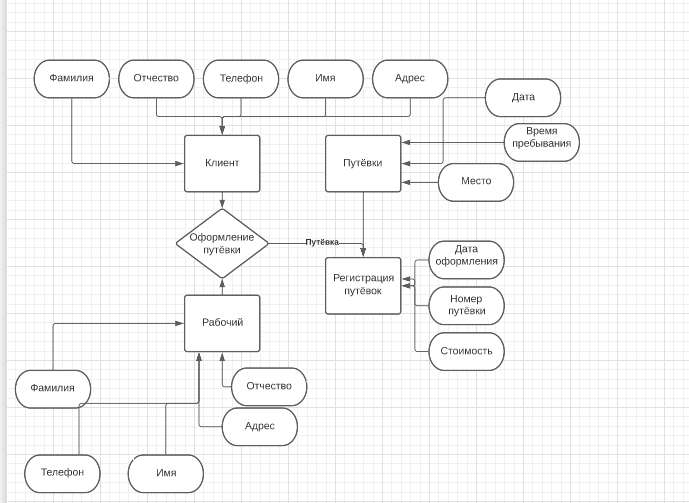 Фамилия
Отчество
Телефон
Имя
Адрес
Дата
Время
пребывания
Клиент
Путёвки
Место
Оформление
путёвки
Путёвка
Дата
оформления
Регистрация
путёвок
Номер
путёвки
Рабочий
Стоимость
Фамилия
Отчество
Адрес
Телефон
Имя